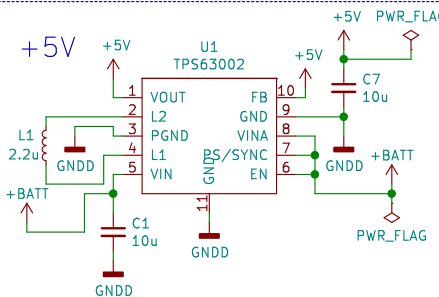 +5V
+5V
U1
TPS63002
+5V
+5V
PWR_FLAG
1 VOUT
2 L2
3 PGND
4 L1
5 VIN
FB 10
GND 9
VINA 8
PS/SYNC 7
EN 6
GND
11
L1
2.2u
GNDD
+BATT
C1
10u
GNDD
GNDD
C7
10u
GNDD
+BATT
PWR_FLAG